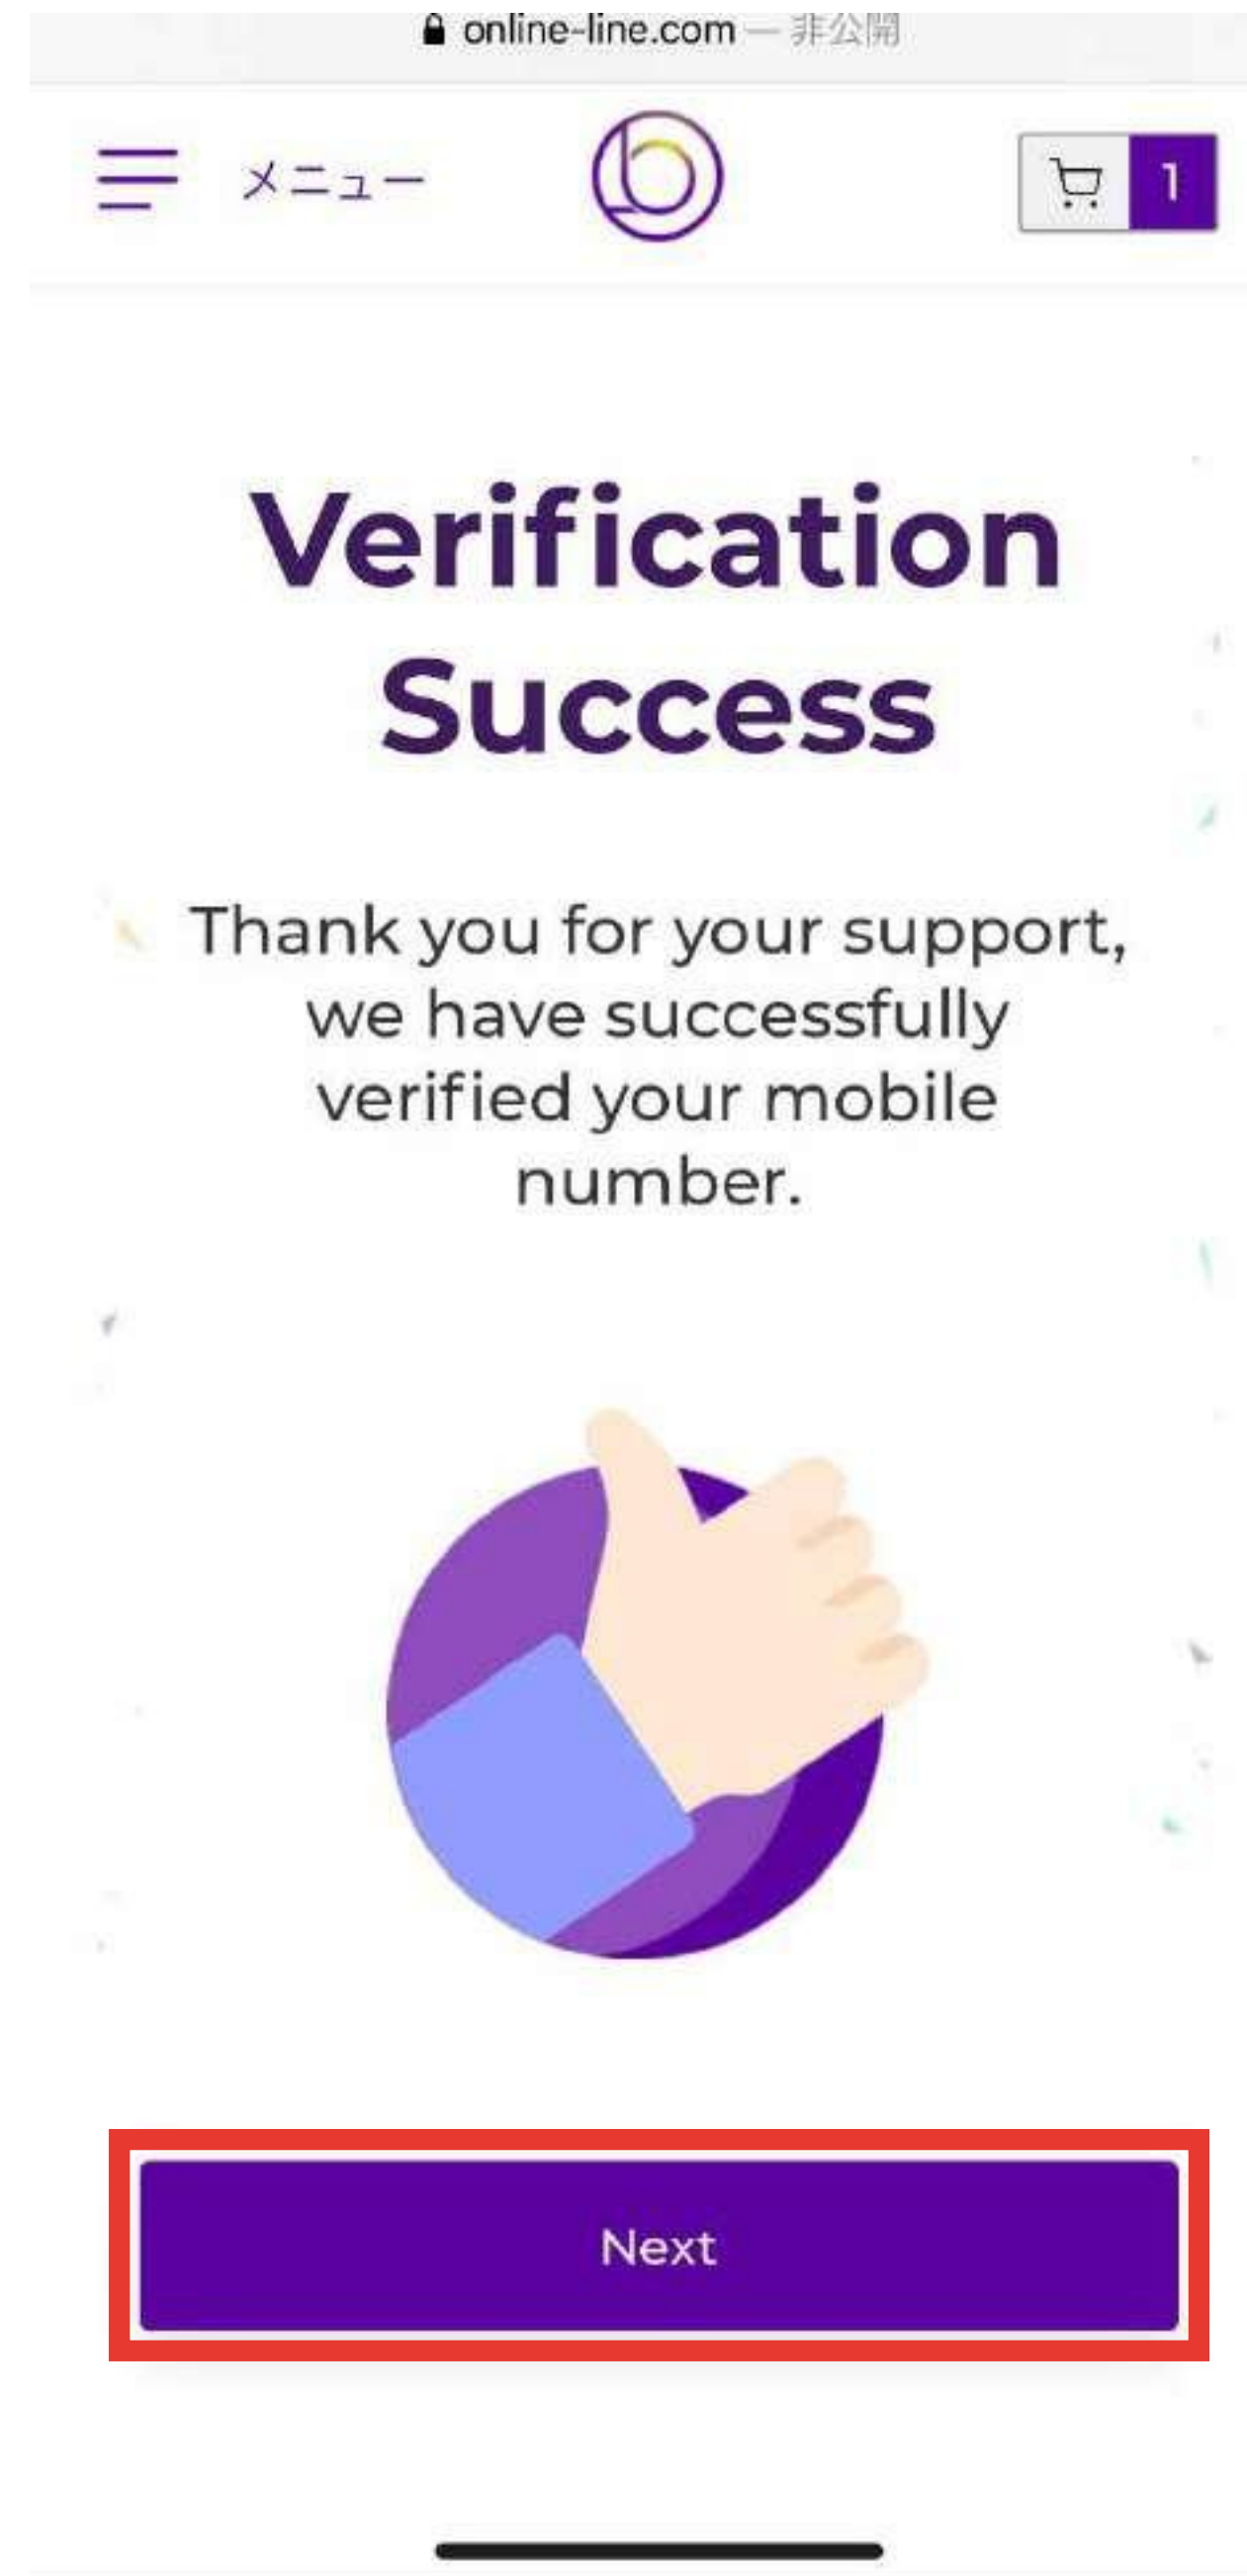 online-line.com — 非公開
メニュー
1
Verification
Success
Thank you for your support,
we have successfully
verified your mobile
number.
Next